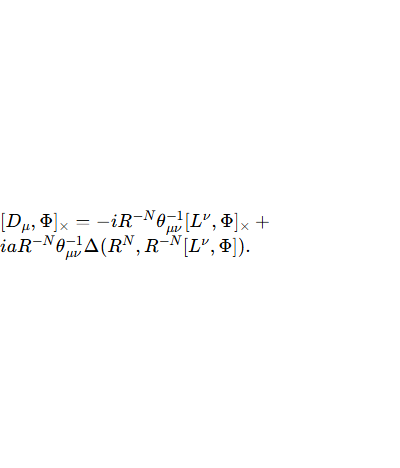 [D_μ, Φ]_× = −iR^{−N}θ^{−1}_{μν}[L^ν, Φ]_× +
iaR^{−N}θ^{−1}_{μν}Δ(R^N, R^{−N}[L^ν, Φ]).